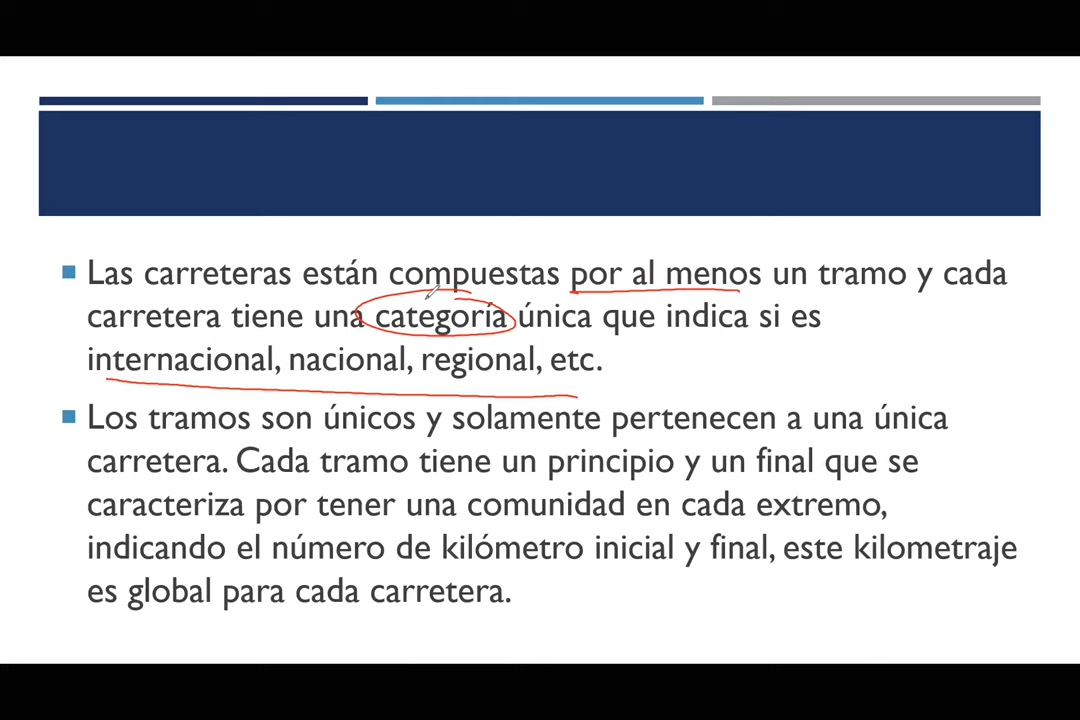 Las carreteras están compuestas por al menos un tramo y cada
carretera tiene una categoría única que indica si es
internacional, nacional, regional, etc.
Los tramos son únicos y solamente pertenecen a una única
carretera. Cada tramo tiene un principio y un final que se
caracteriza por tener una comunidad en cada extremo,
indicando el número de kilómetro inicial y final, este kilometraje
es global para cada carretera.